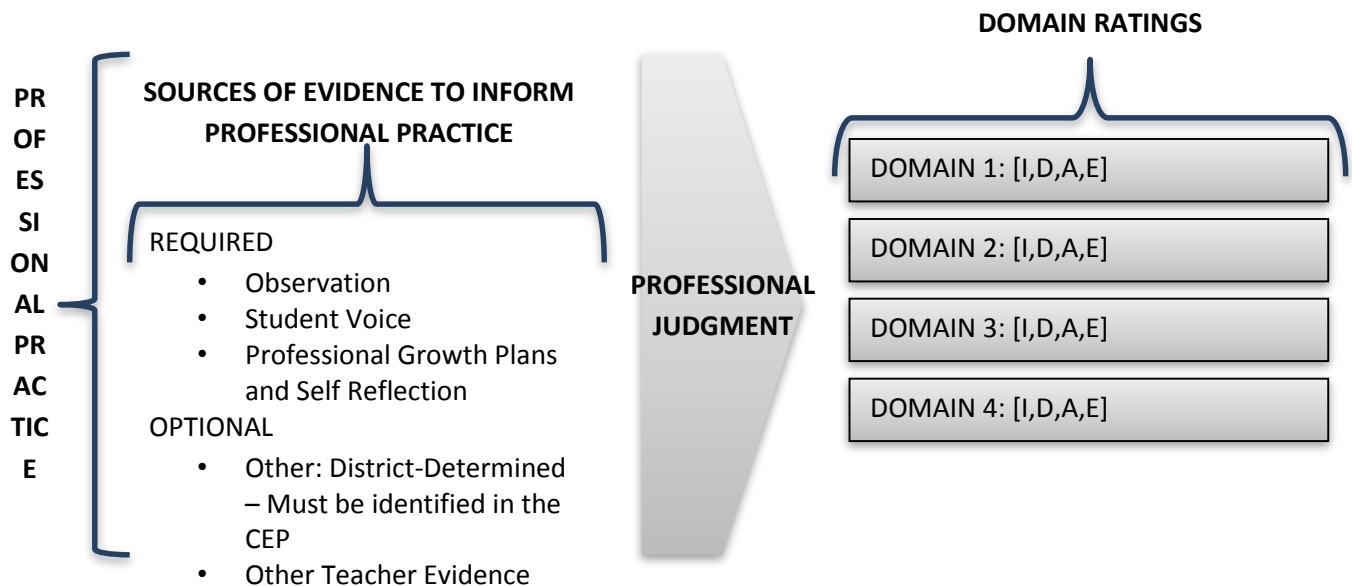 PR
OF
ES
SI
ON
AL
PR
AC
TIC
E
SOURCES OF EVIDENCE TO INFORM
PROFESSIONAL PRACTICE
REQUIRED
• Observation
• Student Voice
• Professional Growth Plans
and Self Reflection
OPTIONAL
• Other: District-Determined
– Must be identified in the
CEP
• Other Teacher Evidence
PROFESSIONAL
JUDGMENT
DOMAIN RATINGS
DOMAIN 1: [I,D,A,E]
DOMAIN 2: [I,D,A,E]
DOMAIN 3: [I,D,A,E]
DOMAIN 4: [I,D,A,E]